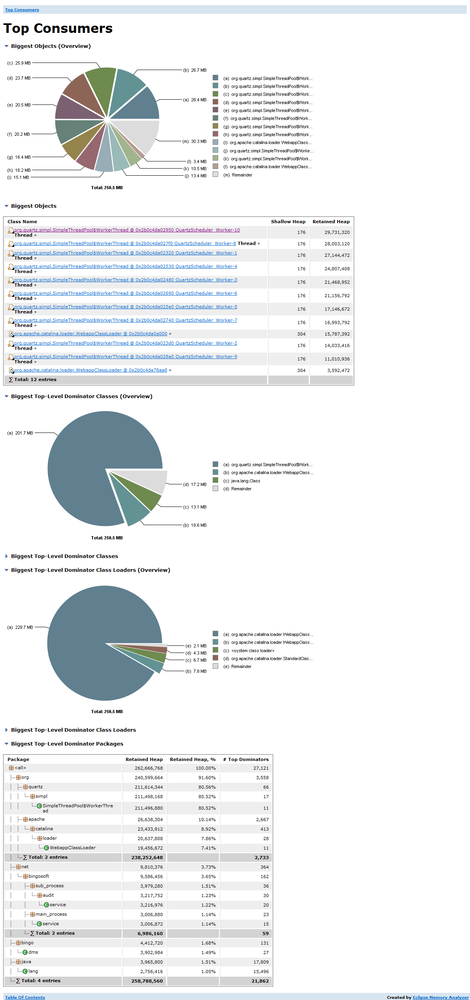 Top Consumers
Top Consumers
Biggest Objects (Overview)
(c) 25.9 MB
(d) 23.7 MB
(e) 20.5 MB
(f) 20.2 MB
(g) 16.4 MB
(h) 16.2 MB
(i) 15.1 MB
(b) 26.7 MB
(a) 28.4 MB
(m) 30.3 MB
(l) 3.4 MB
(k) 10.5 MB
(j) 13.4 MB
Total: 250.5 MB
(a) org.quartz.simpl.SimpleThreadPool$Work...
(b) org.quartz.simpl.SimpleThreadPool$Work...
(c) org.quartz.simpl.SimpleThreadPool$Work...
(d) org.quartz.simpl.SimpleThreadPool$Work...
(e) org.quartz.simpl.SimpleThreadPool$Work...
(f) org.quartz.simpl.SimpleThreadPool$Work...
(g) org.quartz.simpl.SimpleThreadPool$Work...
(h) org.quartz.simpl.SimpleThreadPool$Work...
(i) org.apache.catalina.loader.WebappClass...
(j) org.quartz.simpl.SimpleThreadPool$Worke...
(k) org.quartz.simpl.SimpleThreadPool$Work...
(l) org.apache.catalina.loader.WebappClass...
(m) Remainder
Biggest Objects
Class Name Shallow Heap Retained Heap
org.quartz.simpl.SimpleThreadPool$WorkerThread @ 0x2b0c4da02950 QuartzScheduler_Worker-10
Thread » 176 29,731,320
org.quartz.simpl.SimpleThreadPool$WorkerThread @ 0x2b0c4da027f0 QuartzScheduler_Worker-8 Thread » 176 28,003,120
org.quartz.simpl.SimpleThreadPool$WorkerThread @ 0x2b0c4da02320 QuartzScheduler_Worker-1
Thread » 176 27,144,472
org.quartz.simpl.SimpleThreadPool$WorkerThread @ 0x2b0c4da02530 QuartzScheduler_Worker-4
Thread » 176 24,807,408
org.quartz.simpl.SimpleThreadPool$WorkerThread @ 0x2b0c4da02480 QuartzScheduler_Worker-3
Thread » 176 21,468,952
org.quartz.simpl.SimpleThreadPool$WorkerThread @ 0x2b0c4da02690 QuartzScheduler_Worker-6
Thread » 176 21,156,792
org.quartz.simpl.SimpleThreadPool$WorkerThread @ 0x2b0c4da025e0 QuartzScheduler_Worker-5
Thread » 176 17,146,672
org.quartz.simpl.SimpleThreadPool$WorkerThread @ 0x2b0c4da02740 QuartzScheduler_Worker-7
Thread » 176 16,993,792
org.apache.catalina.loader.WebappClassLoader @ 0x2b0c4da0a000 » 304 15,787,392
org.quartz.simpl.SimpleThreadPool$WorkerThread @ 0x2b0c4da023d0 QuartzScheduler_Worker-2
Thread » 176 14,033,416
org.quartz.simpl.SimpleThreadPool$WorkerThread @ 0x2b0c4da028a0 QuartzScheduler_Worker-9
Thread » 176 11,010,936
org.apache.catalina.loader.WebappClassLoader @ 0x2b0c4da78aa8 » 304 3,592,472
∑ Total: 12 entries
Biggest Top-Level Dominator Classes (Overview)
(a) 201.7 MB
(d) 17.2 MB
(c) 13.1 MB
(b) 18.6 MB
Total: 250.5 MB
(a) org.quartz.simpl.SimpleThreadPool$Work...
(b) org.apache.catalina.loader.WebappClass...
(c) java.lang.Class
(d) Remainder
Biggest Top-Level Dominator Classes
Biggest Top-Level Dominator Class Loaders (Overview)
(a) 229.7 MB
(e) 2.1 MB
(d) 4.3 MB
(c) 6.7 MB
(b) 7.8 MB
Total: 250.5 MB
(a) org.apache.catalina.loader.WebappClass...
(b) org.apache.catalina.loader.WebappClass...
(c) <system class loader>
(d) org.apache.catalina.loader.StandardClas...
(e) Remainder
Biggest Top-Level Dominator Class Loaders
Biggest Top-Level Dominator Packages
Package Retained Heap Retained Heap, % # Top Dominators
<all> 262,666,768 100.00% 27,121
org 240,599,664 91.60% 3,558
quartz 211,614,344 80.56% 66
simpl 211,498,168 80.52% 17
SimpleThreadPool$WorkerThre
ad 211,496,880 80.52% 11
apache 26,638,304 10.14% 2,667
catalina 23,433,912 8.92% 413
loader 20,637,808 7.86% 28
C WebappClassLoader 19,456,672 7.41% 11
∑ Total: 2 entries 238,252,648 2,733
net 9,810,376 3.73% 364
bingosoft 9,586,456 3.65% 162
sub_process 3,979,280 1.51% 36
audit 3,217,752 1.23% 30
C service 3,216,976 1.22% 20
main_process 3,006,880 1.14% 23
C service 3,006,872 1.14% 15
∑ Total: 2 entries 6,986,160 59
bingo 4,412,720 1.68% 131
C dms 3,902,984 1.49% 27
java 3,965,800 1.51% 17,809
C lang 2,756,416 1.05% 15,496
∑ Total: 4 entries 258,788,560 21,862
Table Of Contents Created by Eclipse Memory Analyzer